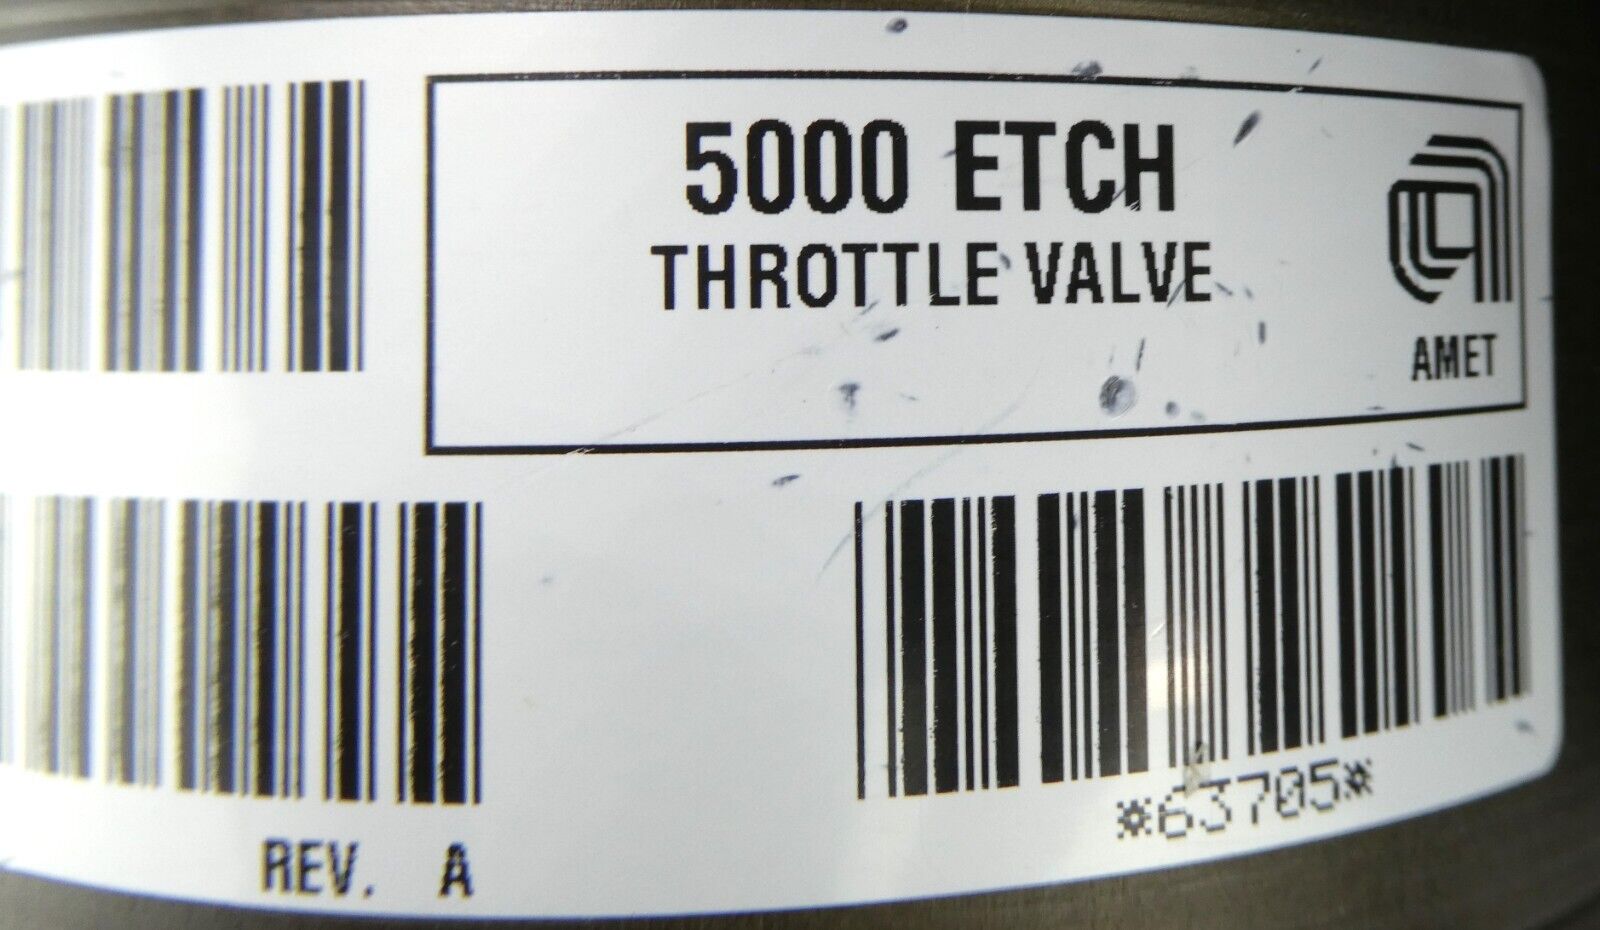 5000 ETCH
THROTTLE VALVE
AMET
*63705*
REV. A